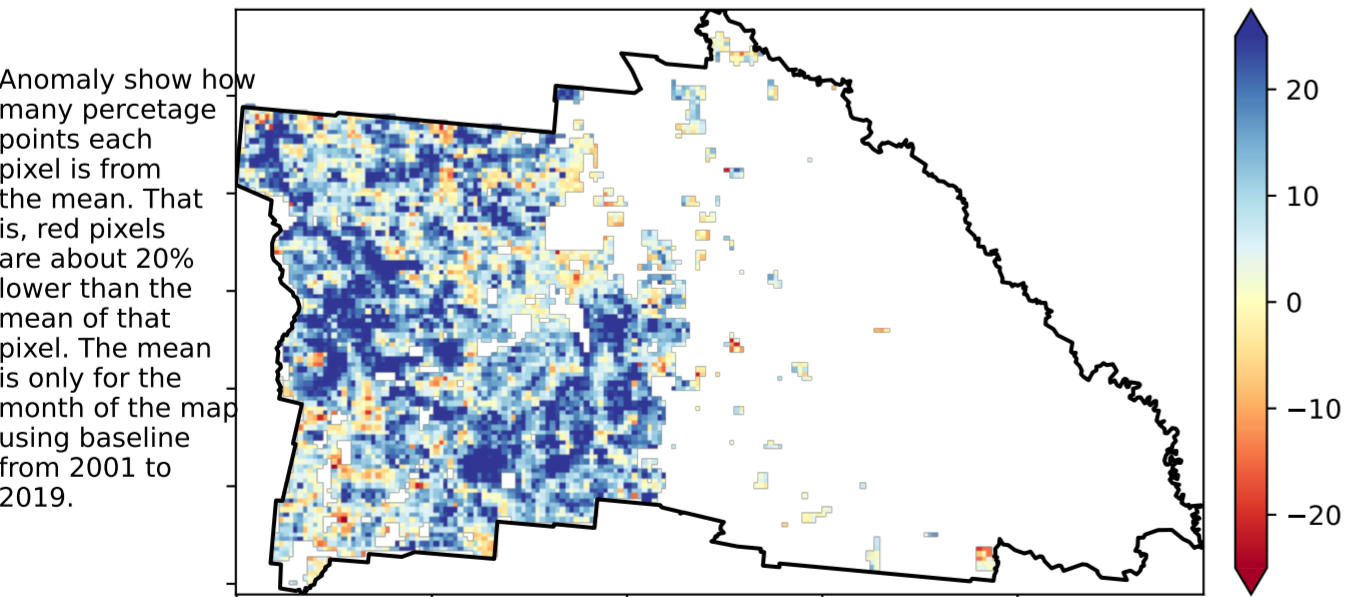 Anomaly show how
many percetage
points each
pixel is from
the mean. That
is, red pixels
are about 20%
lower than the
mean of that
pixel. The mean
is only for the
month of the map
using baseline
from 2001 to
2019.
20
10
0
−10
−20